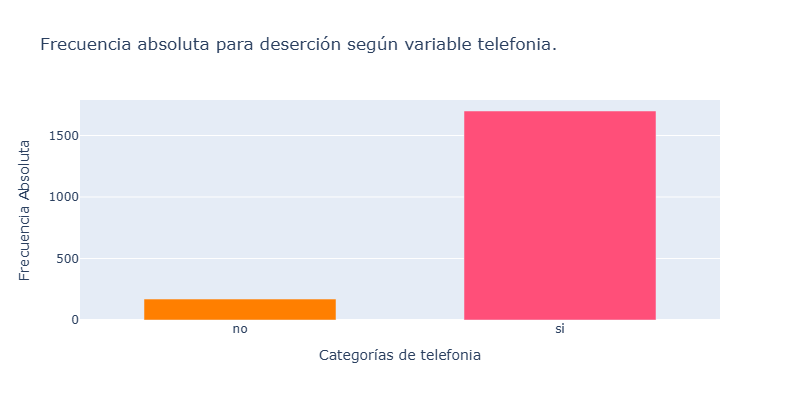 Frecuencia absoluta para deserción según variable telefonia.
Frecuencia Absoluta
1500
1000
500
0
no
si
Categorías de telefonia